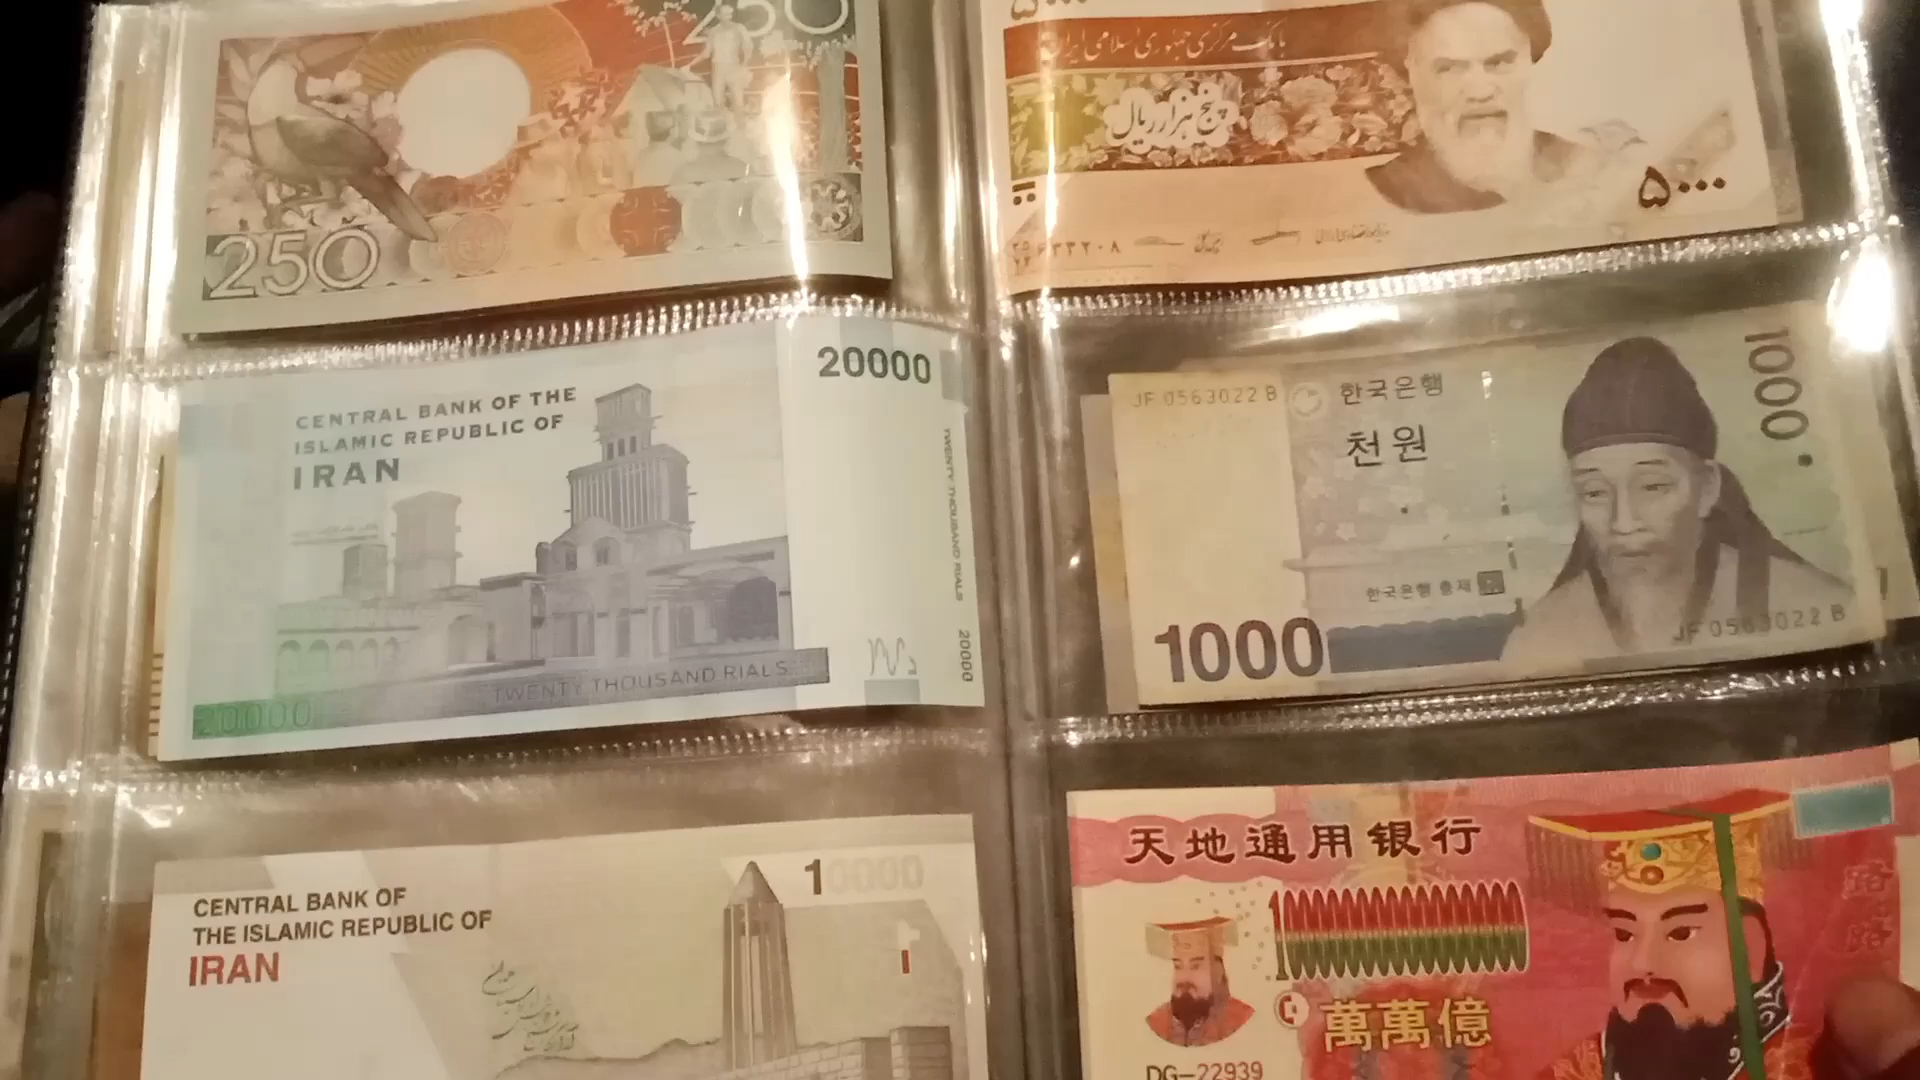 250
250
بانک مرکزی جمهوری اسلامی ایران
پنج هزار ریال
۵۰۰۰
CENTRAL BANK OF THE
ISLAMIC REPUBLIC OF
IRAN
20000
TWENTY THOUSAND RIALS
20000
TWENTY THOUSAND RIALS
20000
JF 0563022 B
한국은행
천원
1000
한국은행 총재
1000
JF 0563022 B
CENTRAL BANK OF
THE ISLAMIC REPUBLIC OF
IRAN
10000
天地通用银行
萬萬億
DG-22939